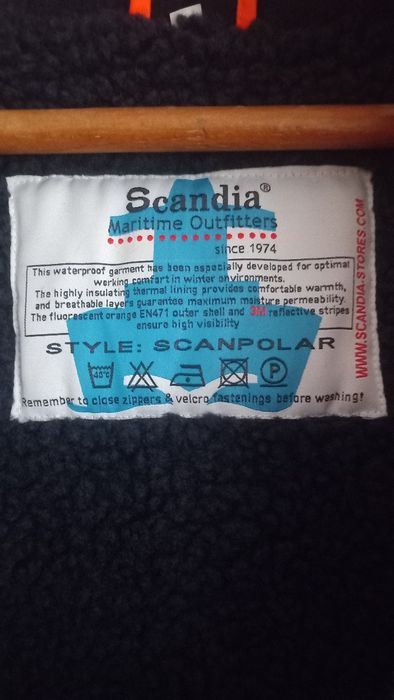 Scandia®
Maritime Outfitters
since 1974
This waterproof garment has been especially developed for optimal
working comfort in winter environments.
The highly insulating thermal lining provides comfortable warmth,
and breathable layers guarantee maximum moisture permeability.
The fluorescent orange EN471 outer shell and 3M reflective stripes
ensure high visibility
STYLE: SCANPOLAR
40°C
P
Remember to close zippers & velcro fastenings before washing!
WWW.SCANDIA-STORES.COM